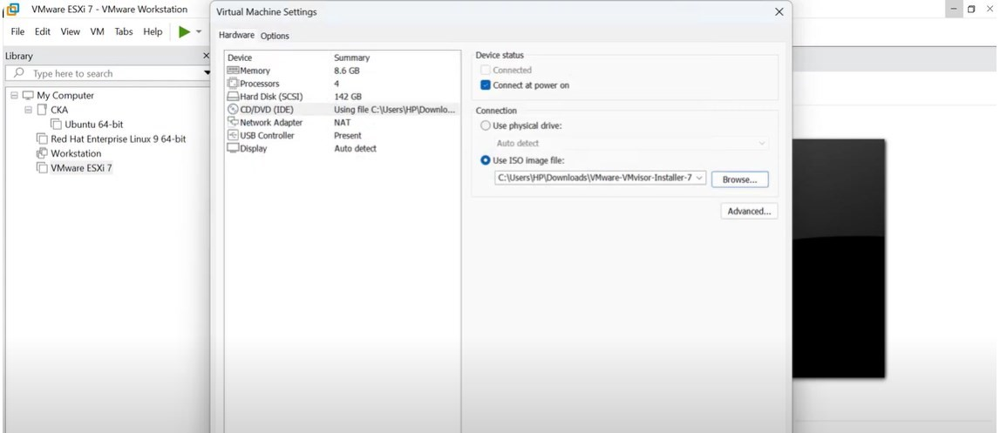 VMware ESXi 7 - VMware Workstation
File Edit View VM Tabs Help
Library
Type here to search
My Computer
CKA
Ubuntu 64-bit
Red Hat Enterprise Linux 9 64-bit
Workstation
VMware ESXi 7
Virtual Machine Settings
Hardware Options
Device Summary
Memory 8.6 GB
Processors 4
Hard Disk (SCSI) 142 GB
CD/DVD (IDE) Using file C:\Users\HP\Downlo...
Network Adapter NAT
USB Controller Present
Display Auto detect
Device status
Connected
Connect at power on
Connection
Use physical drive:
Auto detect
Use ISO image file:
C:\Users\HP\Downloads\VMware-VMvisor-Installer-7 Browse...
Advanced...